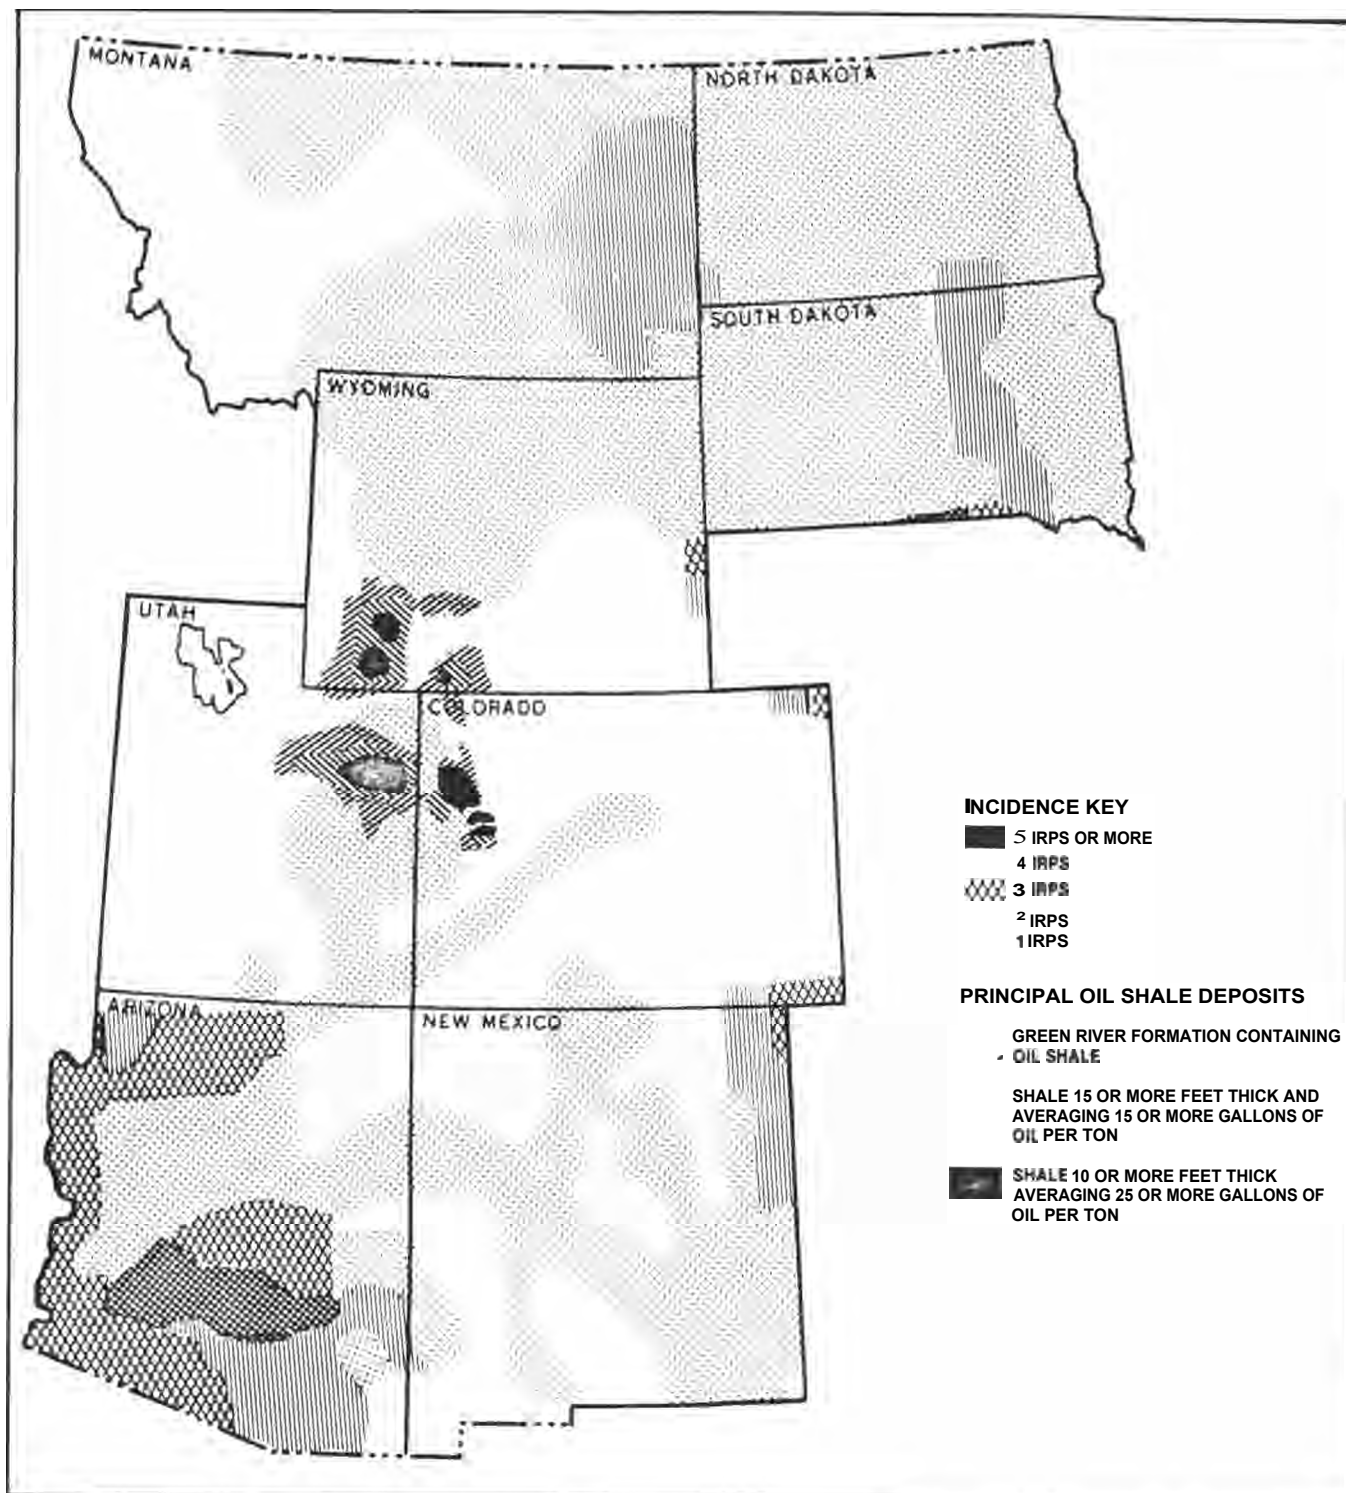 MONTANA
NORTH DAKOTA
SOUTH DAKOTA
WYOMING
UTAH
COLORADO
ARIZONA
NEW MEXICO
INCIDENCE KEY
5 IRPS OR MORE
4 IRPS
3 IRPS
2 IRPS
1 IRPS
PRINCIPAL OIL SHALE DEPOSITS
GREEN RIVER FORMATION CONTAINING
OIL SHALE
SHALE 15 OR MORE FEET THICK AND
AVERAGING 15 OR MORE GALLONS OF
OIL PER TON
SHALE 10 OR MORE FEET THICK
AVERAGING 25 OR MORE GALLONS OF
OIL PER TON